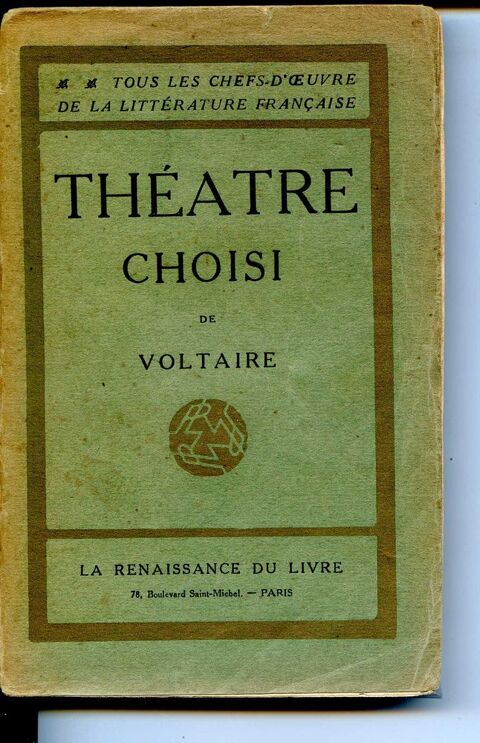 TOUS LES CHEFS-D'ŒUVRE
DE LA LITTÉRATURE FRANÇAISE
THÉATRE
CHOISI
DE
VOLTAIRE
LA RENAISSANCE DU LIVRE
78, Boulevard Saint-Michel. — PARIS